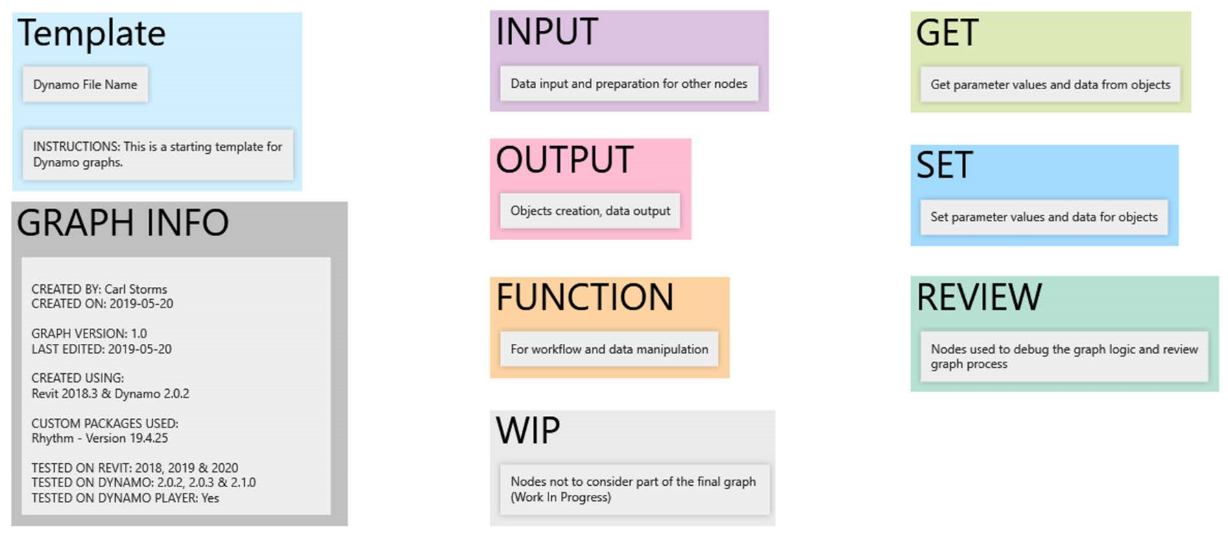 Template
Dynamo File Name
INSTRUCTIONS: This is a starting template for
Dynamo graphs.
GRAPH INFO
CREATED BY: Carl Storms
CREATED ON: 2019-05-20
GRAPH VERSION: 1.0
LAST EDITED: 2019-05-20
CREATED USING:
Revit 2018.3 & Dynamo 2.0.2
CUSTOM PACKAGES USED:
Rhythm - Version 19.4.25
TESTED ON REVIT: 2018, 2019 & 2020
TESTED ON DYNAMO: 2.0.2, 2.0.3 & 2.1.0
TESTED ON DYNAMO PLAYER: Yes
INPUT
Data input and preparation for other nodes
OUTPUT
Objects creation, data output
FUNCTION
For workflow and data manipulation
WIP
Nodes not to consider part of the final graph
(Work In Progress)
GET
Get parameter values and data from objects
SET
Set parameter values and data for objects
REVIEW
Nodes used to debug the graph logic and review
graph process